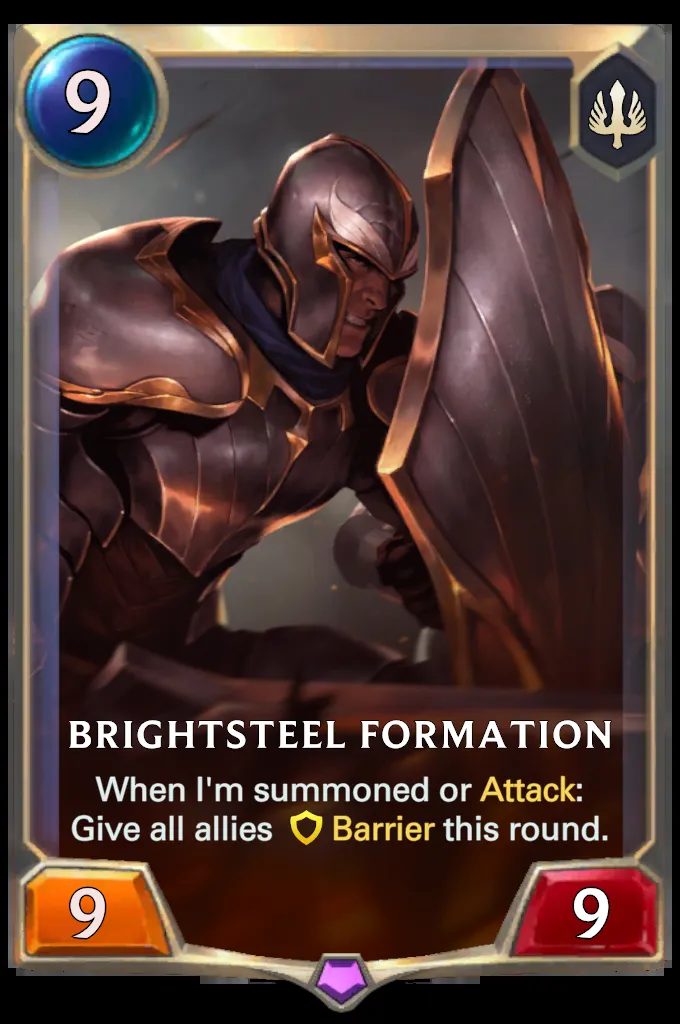 9
BRIGHTSTEEL FORMATION
When I'm summoned or Attack:
Give all allies Barrier this round.
9
9